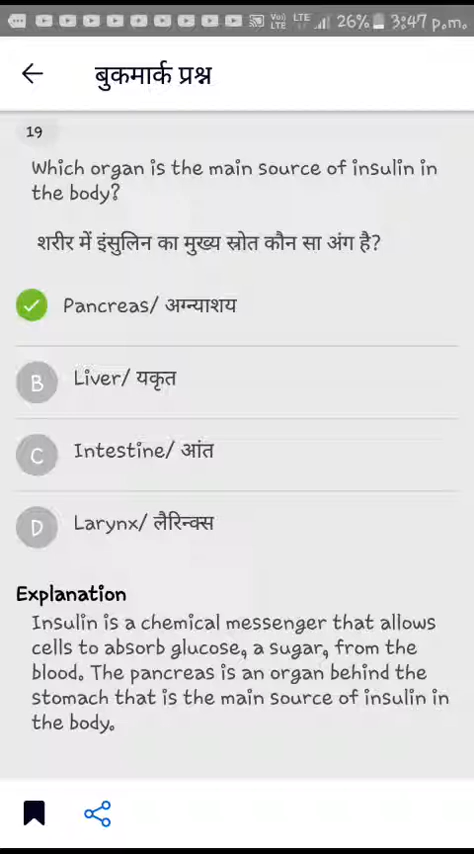 26% 3:47 p.m.
बुकमार्क प्रश्न
19
Which organ is the main source of insulin in
the body?
शरीर में इंसुलिन का मुख्य स्रोत कौन सा अंग है?
Pancreas/ अग्न्याशय
B Liver/ यकृत
C Intestine/ आंत
D Larynx/ लैरिन्क्स
Explanation
Insulin is a chemical messenger that allows
cells to absorb glucose, a sugar, from the
blood. The pancreas is an organ behind the
stomach that is the main source of insulin in
the body.